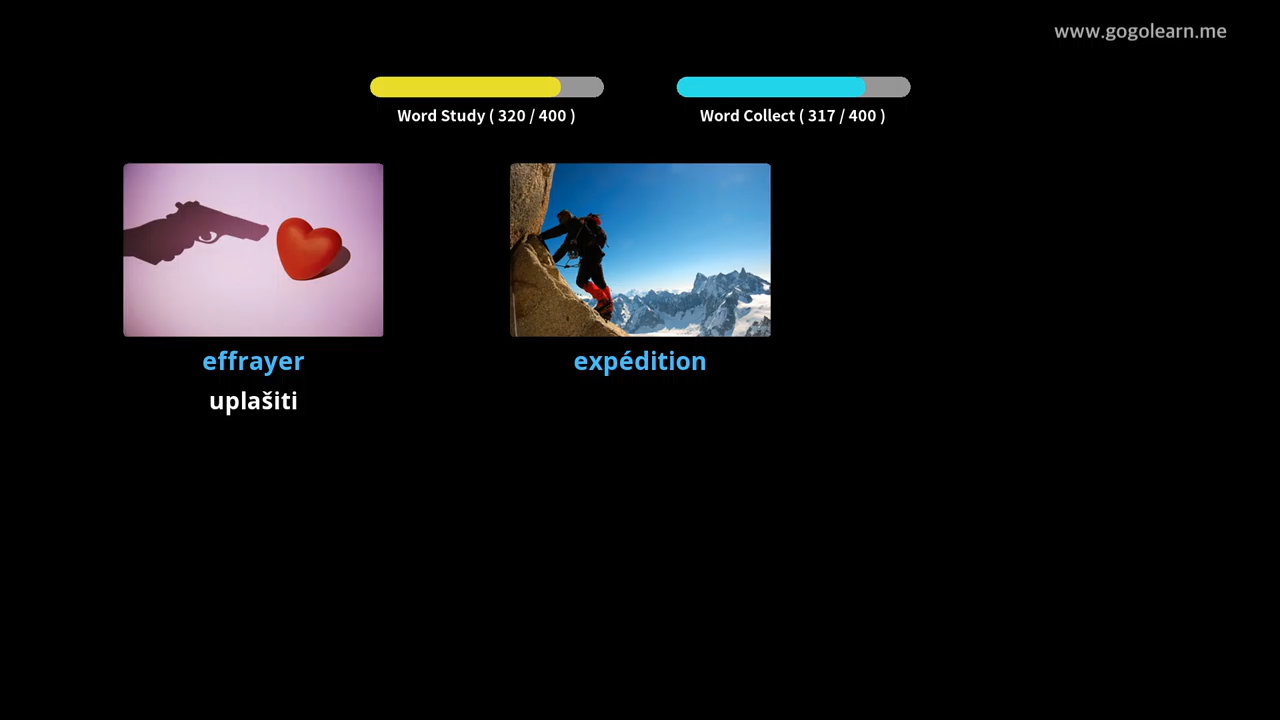 www.gogolearn.me
Word Study ( 320 / 400 )
Word Collect ( 317 / 400 )
effrayer
expédition
uplašiti